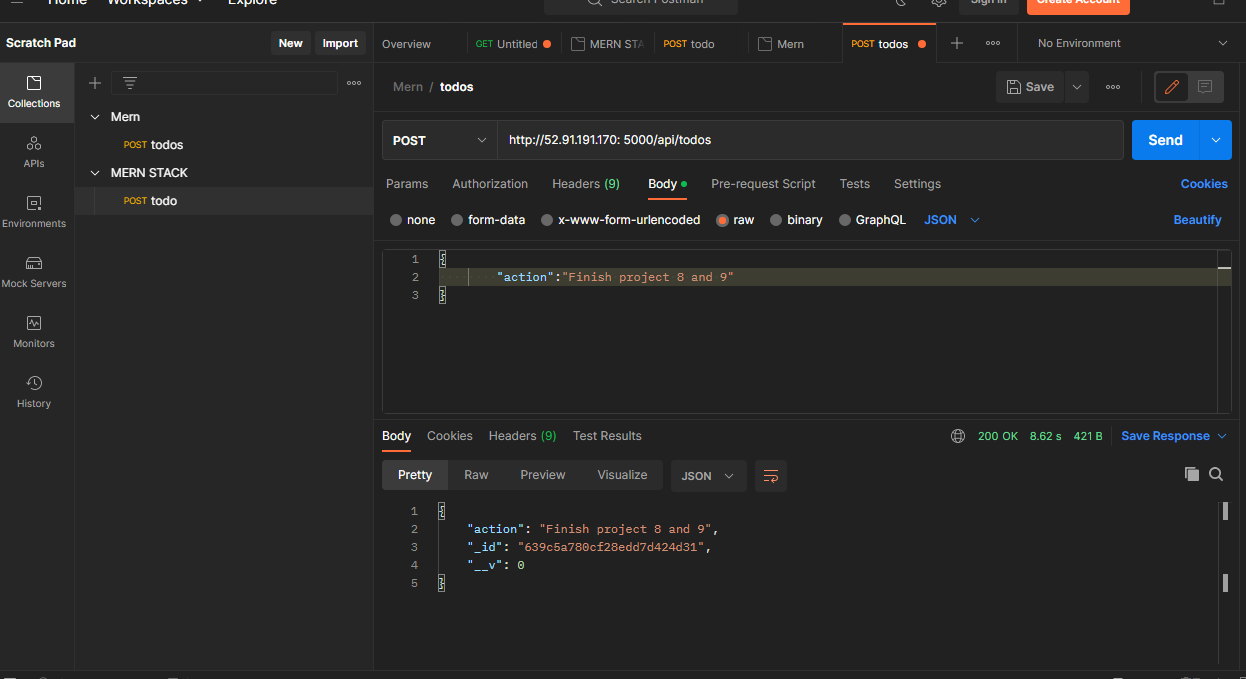 Home Workspaces Explore Search Postman Sign In Create Account
Scratch Pad New Import
Overview GET Untitled MERN STA POST todo Mern POST todos No Environment
Collections
APIs
Environments
Mock Servers
Monitors
History
Mern
POST todos
MERN STACK
POST todo
Mern / todos Save
POST http://52.91.191.170: 5000/api/todos Send
Params Authorization Headers (9) Body Pre-request Script Tests Settings Cookies
none form-data x-www-form-urlencoded raw binary GraphQL JSON Beautify
1 {
2 "action":"Finish project 8 and 9"
3 }
Body Cookies Headers (9) Test Results 200 OK 8.62 s 421 B Save Response
Pretty Raw Preview Visualize JSON
1 {
2 "action": "Finish project 8 and 9",
3 "_id": "639c5a780cf28edd7d424d31",
4 "__v": 0
5 }